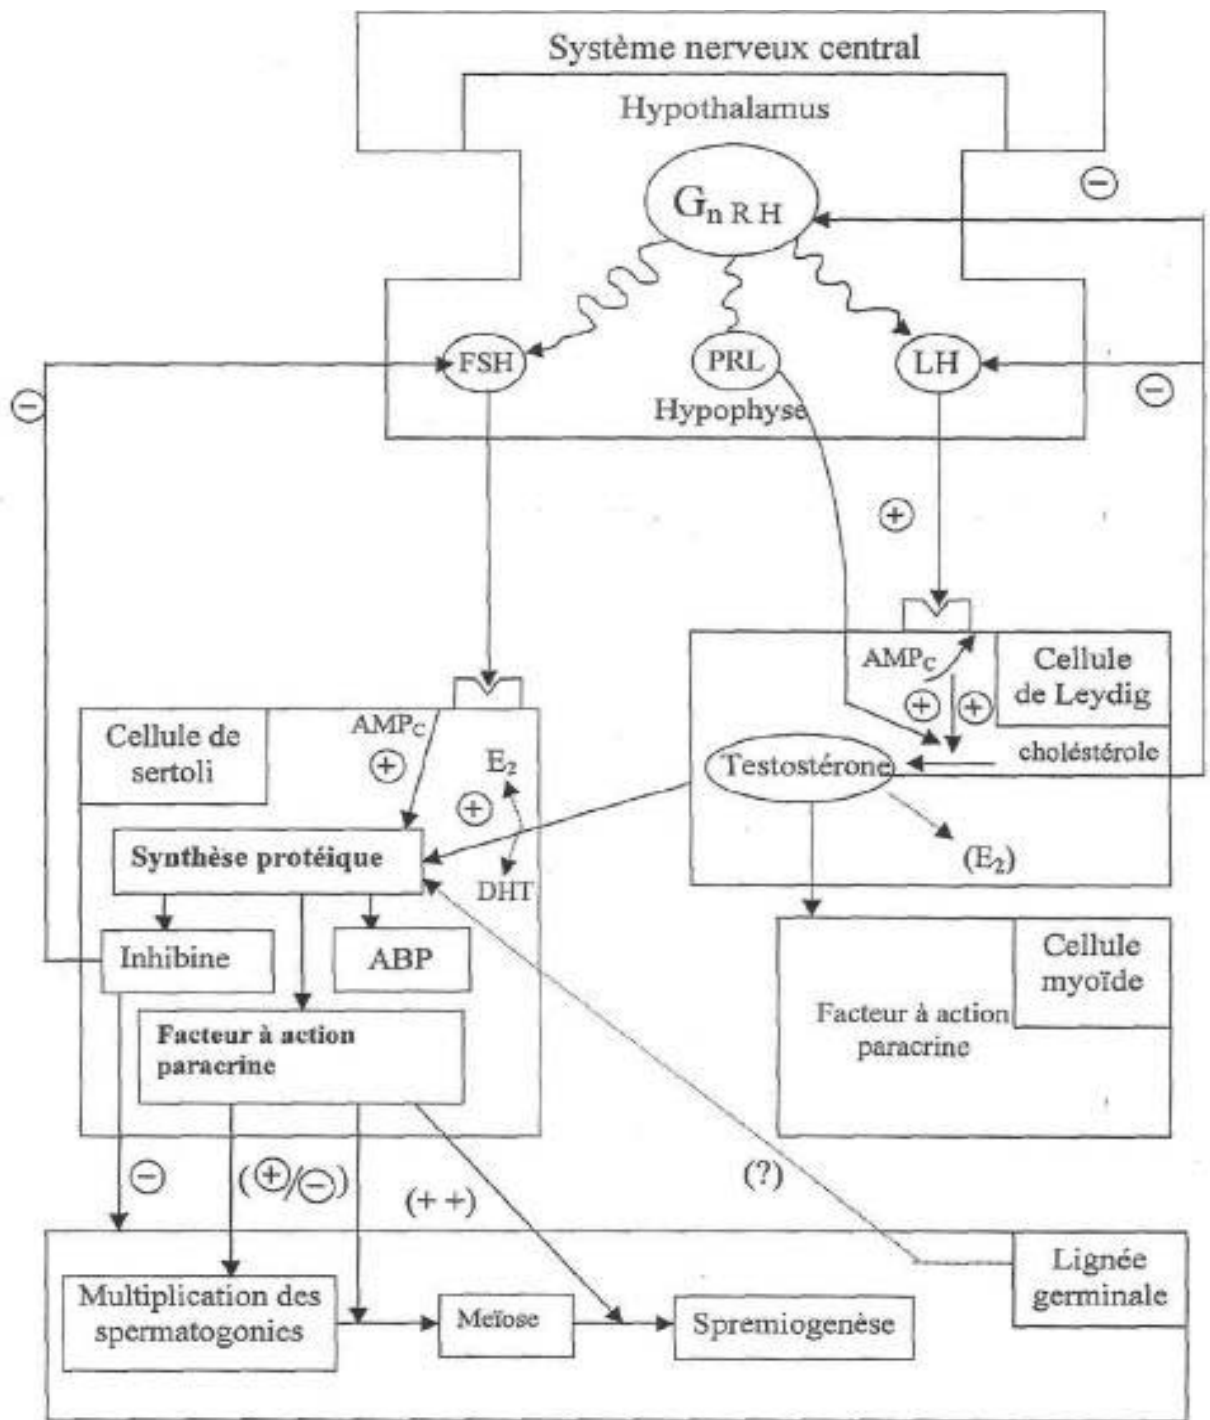 Système nerveux central
Hypothalamus
⊖
Gn R H
FSH
PRL
LH
⊖
⊖
Hypophyse
⊕
AMPc
Cellule
de Leydig
⊕
⊕
choléstérole
Testostérone
(E₂)
Cellule de
sertoli
AMPc
⊕
E₂
⊕
Synthèse protéique
DHT
Inhibine
ABP
Cellule
myoïde
Facteur à action
paracrine
Facteur à action
paracrine
⊖
(⊕/⊖)
(+ +)
(?)
Lignée
germinale
Multiplication des
spermatogonies
Meïose
Spremiogenèse